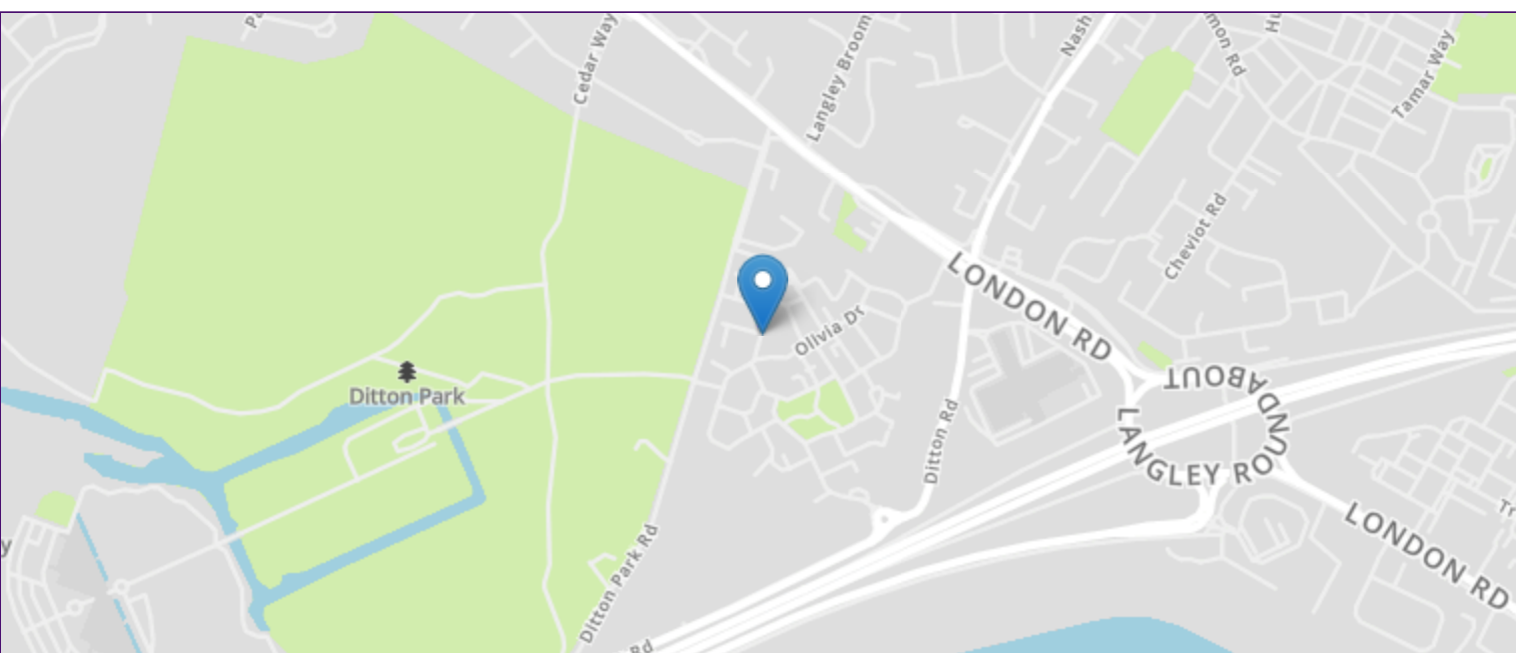 Cedar Way
Langley Broom
Nash
Tamar Way
Cheviot Rd
LONDON RD
Olivia Dr
Ditton Park
Ditton Rd
LANGLEY ROUNDABOUT
LONDON RD
Ditton Park Rd
Rd